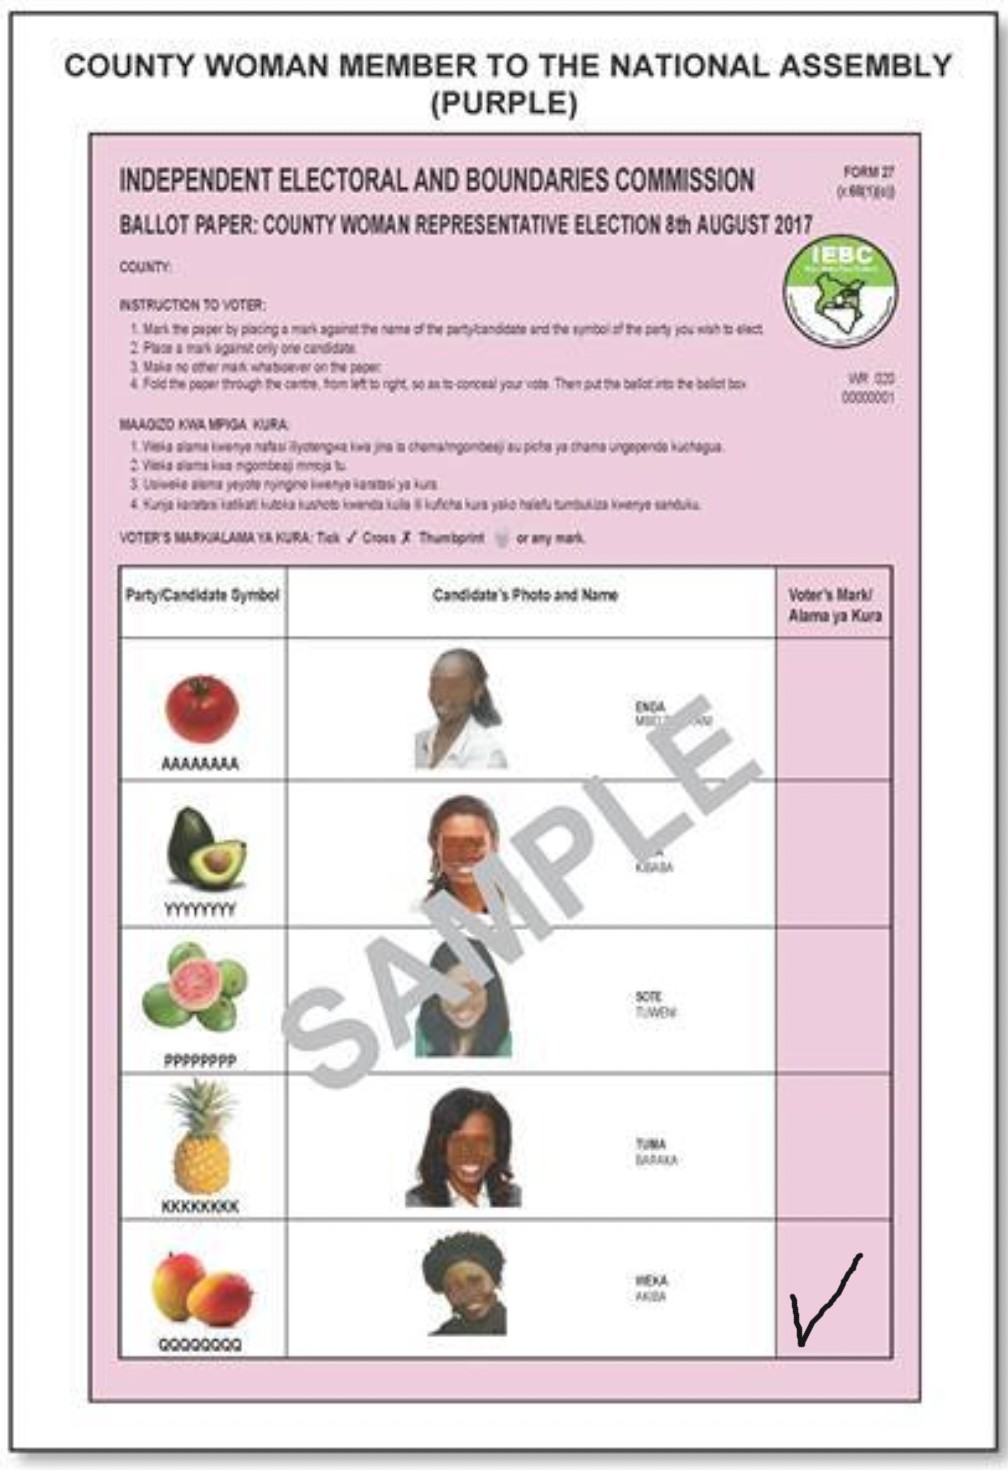 COUNTY WOMAN MEMBER TO THE NATIONAL ASSEMBLY
(PURPLE)
INDEPENDENT ELECTORAL AND BOUNDARIES COMMISSION
FORM 27
BALLOT PAPER: COUNTY WOMAN REPRESENTATIVE ELECTION 8th AUGUST 2017
IEBC
COUNTY:
INSTRUCTION TO VOTER:
1. Mark the paper by placing a mark against the name of the party/candidate and the symbol of the party you wish to elect.
2. Place a mark against only one candidate.
3. Make no other mark whatsoever on the paper.
4. Fold the paper through the centre, from left to right, so as to conceal your vote. Then put the ballot into the ballot box
WR 020
00000001
MAAGIZO KWA MPIGA KURA:
1. Weka alama kwenye nafasi iliyotengwa kwa jina la chama/mgombeaji au picha ya chama ungependa kuchagua.
2. Weka alama kwa mgombeaji mmoja tu.
3. Usiweke alama yeyote nyingine kwenye karatasi ya kura.
4. Kunja karatasi katikati kutoka kushoto kwenda kulia ili kuficha kura yako halafu tumbukiza kwenye sanduku.
VOTER'S MARK/ALAMA YA KURA: Tick ✓ Cross ✗ Thumbprint or any mark.
Party/Candidate Symbol
Candidate's Photo and Name
Voter's Mark/
Alama ya Kura
ENDA
AAAAAAAA
KIBABA
YYYYYYYY
SOTE
TUWENI
PPPPPPPP
TUMA
BARAKA
KKKKKKKK
WEKA
AKIBA
QQQQQQQQ
SAMPLE